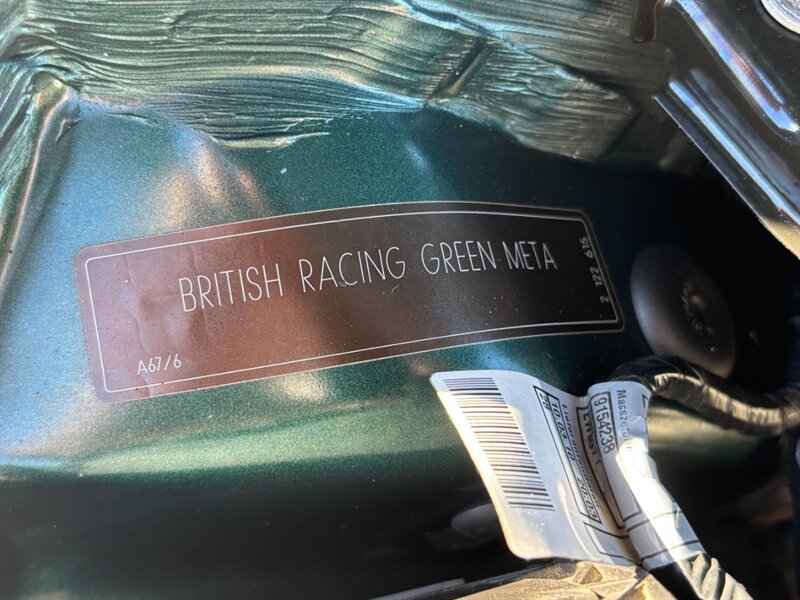 BRITISH RACING GREEN META
A67/6
2 122 615
9154238